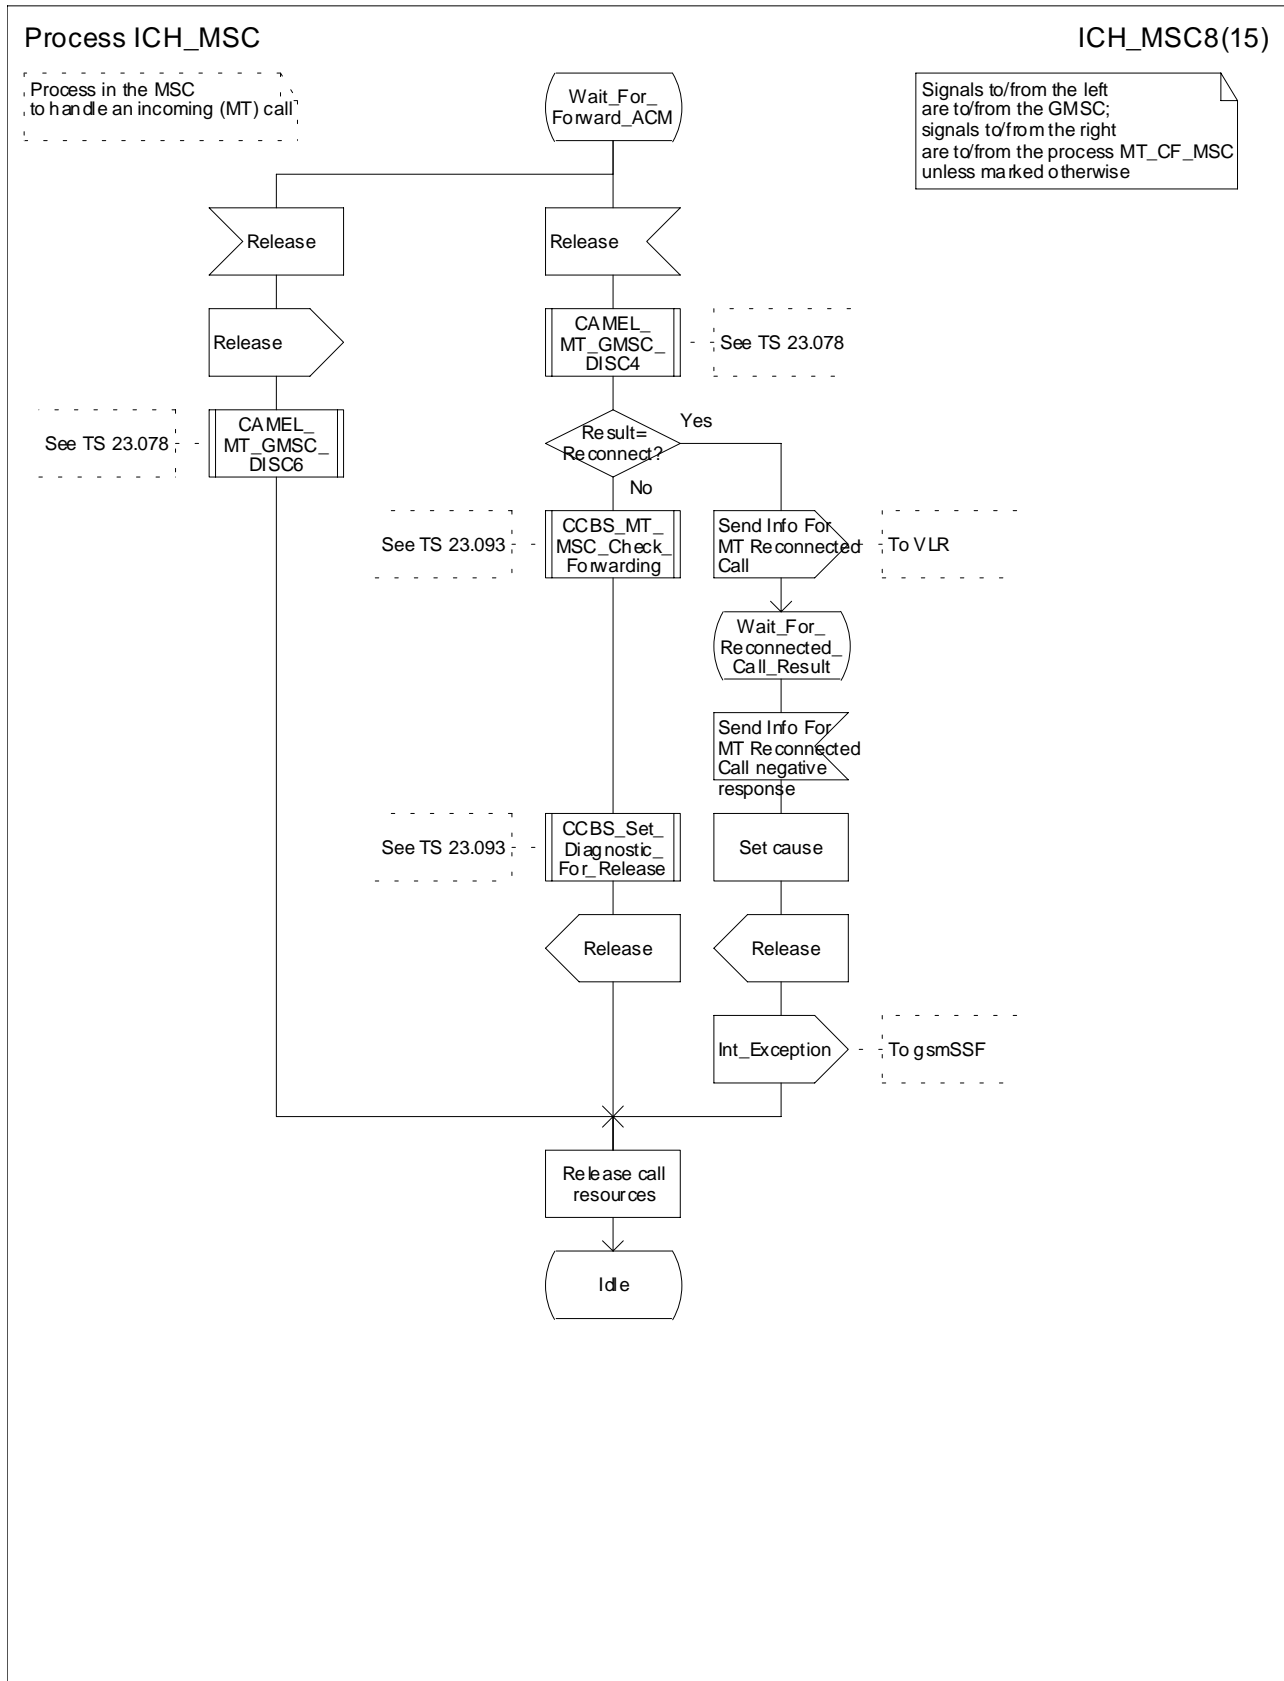 Process ICH_MSC
ICH_MSC8(15)
Process in the MSC
to handle an incoming (MT) call
Wait_For_
Forward_ACM
Signals to/from the left
are to/from the GMSC;
signals to/from the right
are to/from the process MT_CF_MSC
unless marked otherwise
Release
Release
Release
CAMEL_
MT_GMSC_
DISC4
See TS 23.078
See TS 23.078
CAMEL_
MT_GMSC_
DISC6
Result=
Reconnect?
Yes
No
See TS 23.093
CCBS_MT_
MSC_Check_
Forwarding
Send Info For
MT Reconnected
Call
To VLR
Wait_For_
Reconnected_
Call_Result
Send Info For
MT Reconnected
Call negative
response
See TS 23.093
CCBS_Set_
Diagnostic_
For_Release
Set cause
Release
Release
Int_Exception
To gsmSSF
Release call
resources
Idle